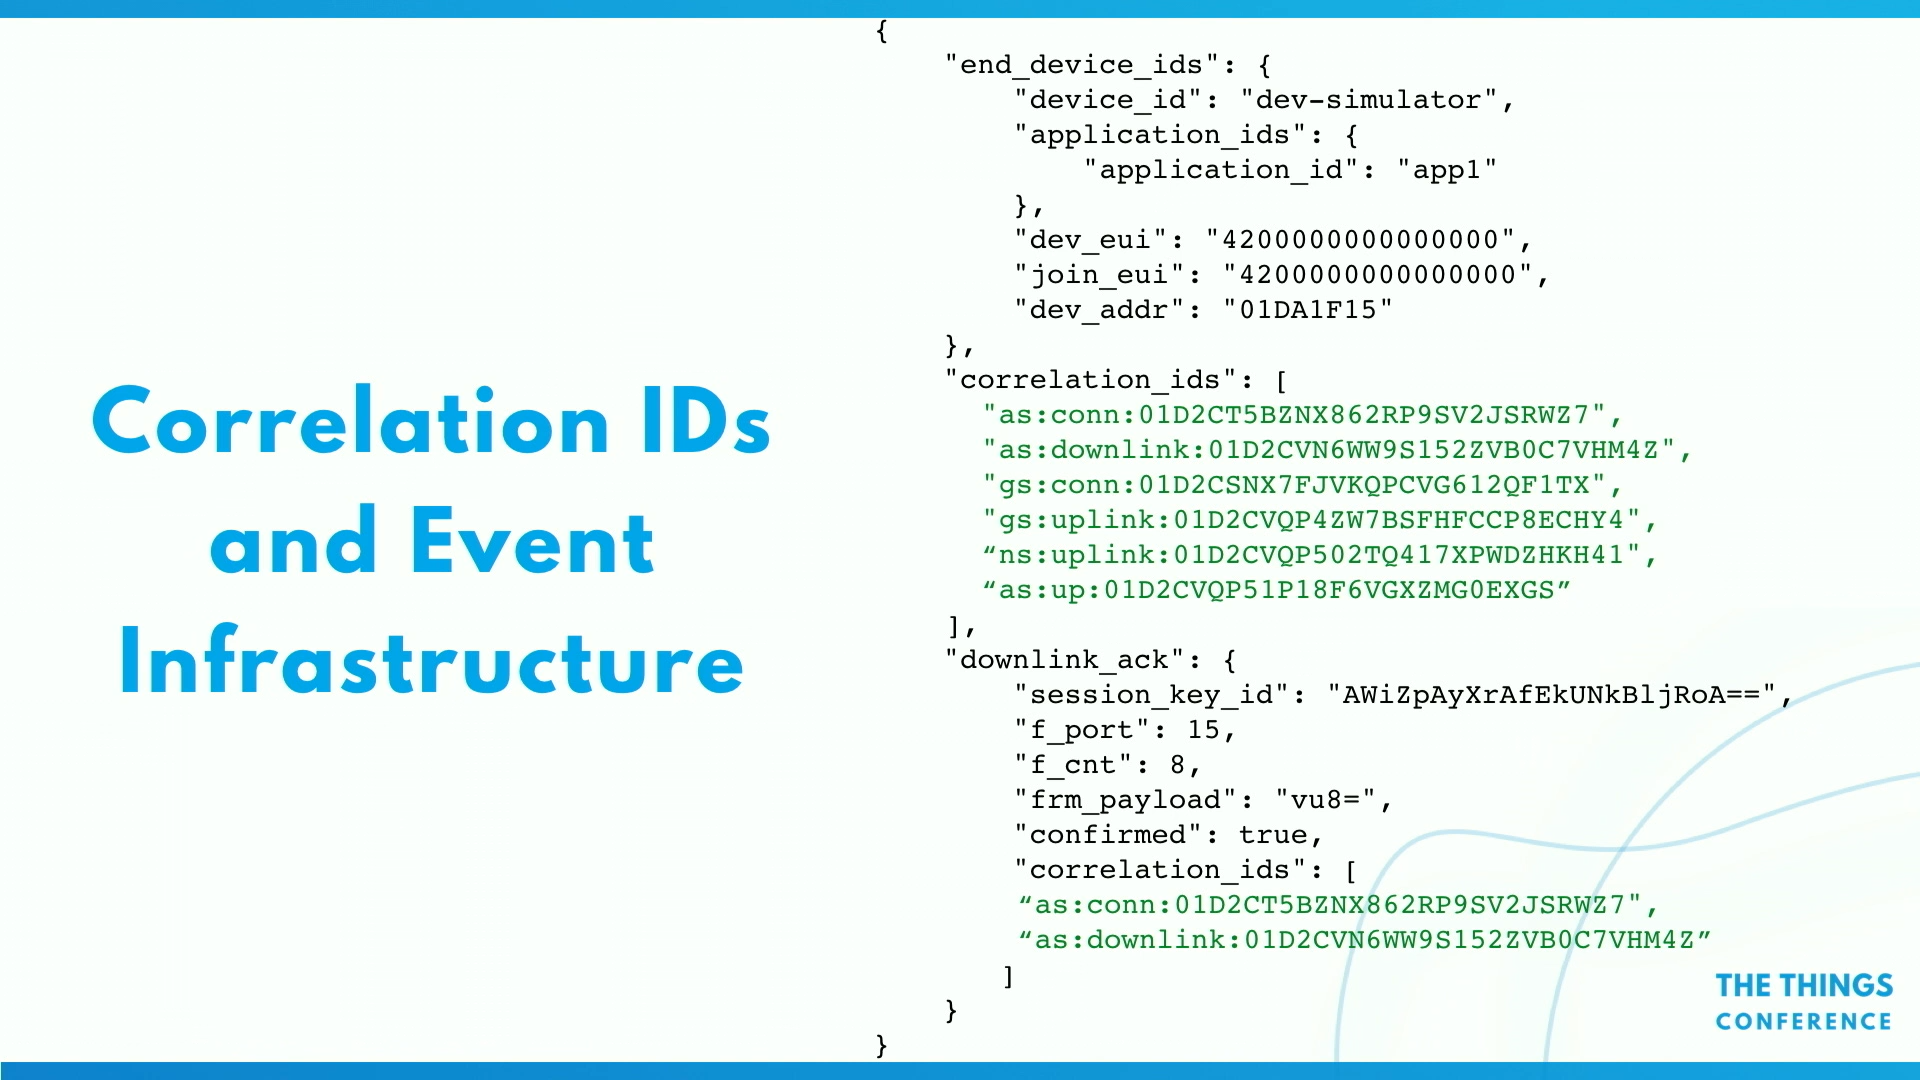 Correlation IDs
and Event
Infrastructure
{
"end_device_ids": {
"device_id": "dev-simulator",
"application_ids": {
"application_id": "app1"
},
"dev_eui": "4200000000000000",
"join_eui": "4200000000000000",
"dev_addr": "01DA1F15"
},
"correlation_ids": [
"as:conn:01D2CT5BZNX862RP9SV2JSRWZ7",
"as:downlink:01D2CVN6WW9S152ZVB0C7VHM4Z",
"gs:conn:01D2CSNX7FJVKQPCVG612QF1TX",
"gs:uplink:01D2CVQP4ZW7BSFHFCCP8ECHY4",
“ns:uplink:01D2CVQP502TQ417XPWDZHKH41",
“as:up:01D2CVQP51P18F6VGXZMG0EXGS”
],
"downlink_ack": {
"session_key_id": "AWiZpAyXrAfEkUNkBljRoA==",
"f_port": 15,
"f_cnt": 8,
"frm_payload": "vu8=",
"confirmed": true,
"correlation_ids": [
“as:conn:01D2CT5BZNX862RP9SV2JSRWZ7",
“as:downlink:01D2CVN6WW9S152ZVB0C7VHM4Z”
]
}
}
THE THINGS
CONFERENCE